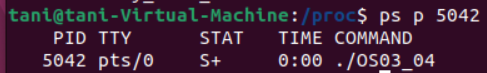 tani@tani-Virtual-Machine:/proc$ ps p 5042
PID TTY STAT TIME COMMAND
5042 pts/0 S+ 0:00 ./OS03_04